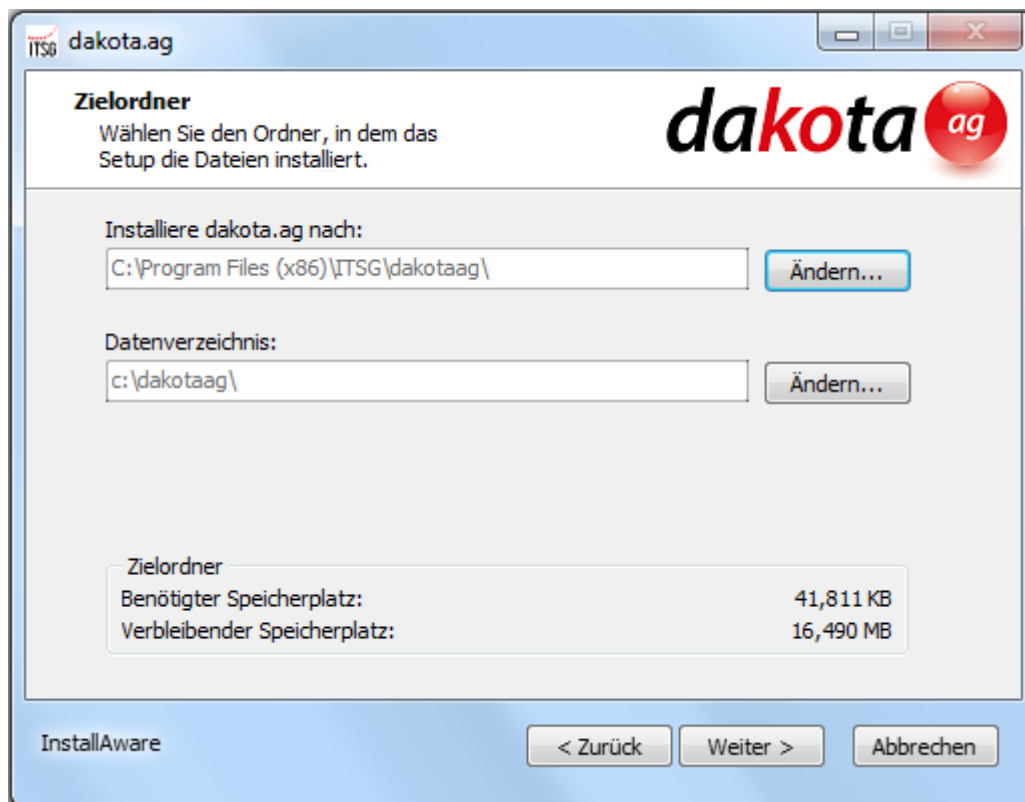 ITSG dakota.ag
Zielordner
Wählen Sie den Ordner, in dem das
Setup die Dateien installiert.
dakota ag
Installiere dakota.ag nach:
C:\Program Files (x86)\ITSG\dakotaag\
Ändern...
Datenverzeichnis:
c:\dakotaag\
Ändern...
Zielordner
Benötigter Speicherplatz: 41,811 KB
Verbleibender Speicherplatz: 16,490 MB
InstallAware
< Zurück
Weiter >
Abbrechen